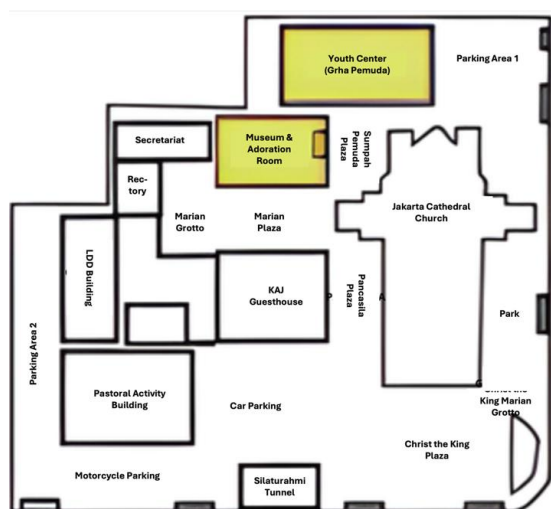 Youth Center
(Grha Pemuda)
Parking Area 1
Secretariat
Museum &
Adoration
Room
Sumpah
Pemuda
Plaza
Rec-
tory
Marian
Grotto
Marian
Plaza
Jakarta Cathedral
Church
LDD Building
KAJ
Guesthouse
P
Pancasila
Plaza
A
Park
Parking Area 2
G
Christ the
King Marian
Grotto
Pastoral Activity
Building
Car Parking
Christ the King
Plaza
Motorcycle Parking
Silaturahmi
Tunnel